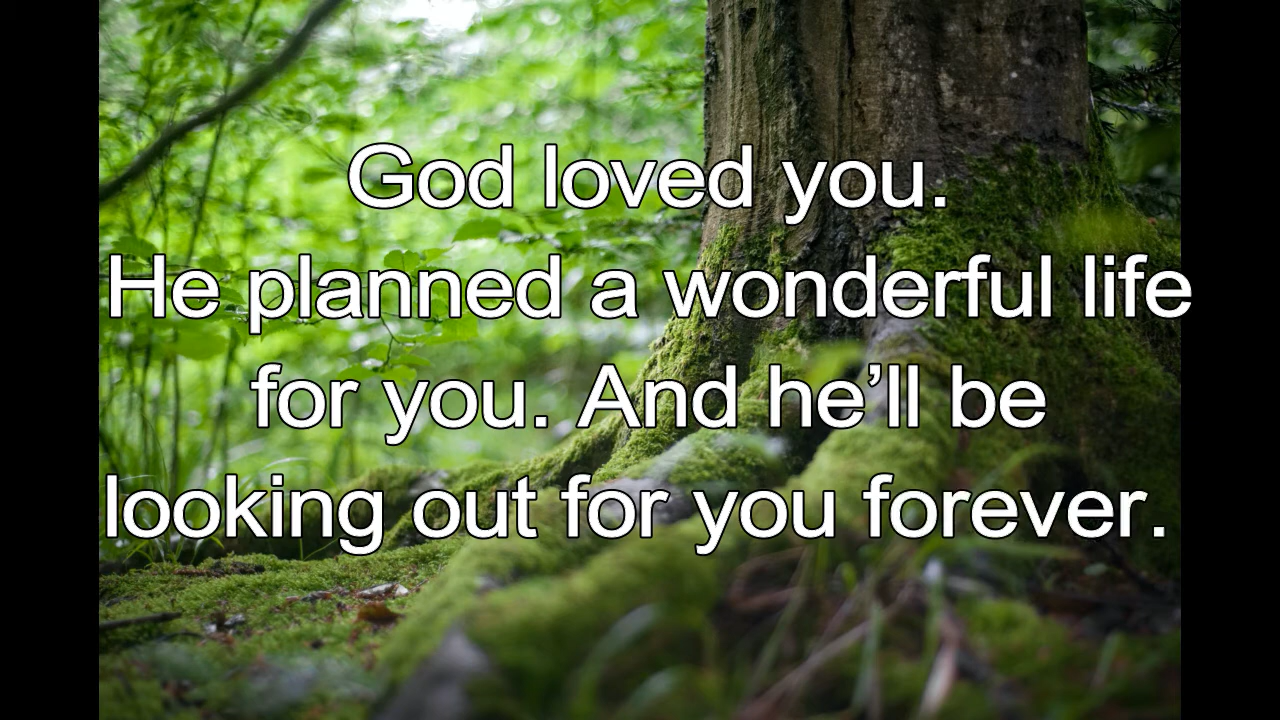 God loved you.
He planned a wonderful life
for you. And he’ll be
looking out for you forever.